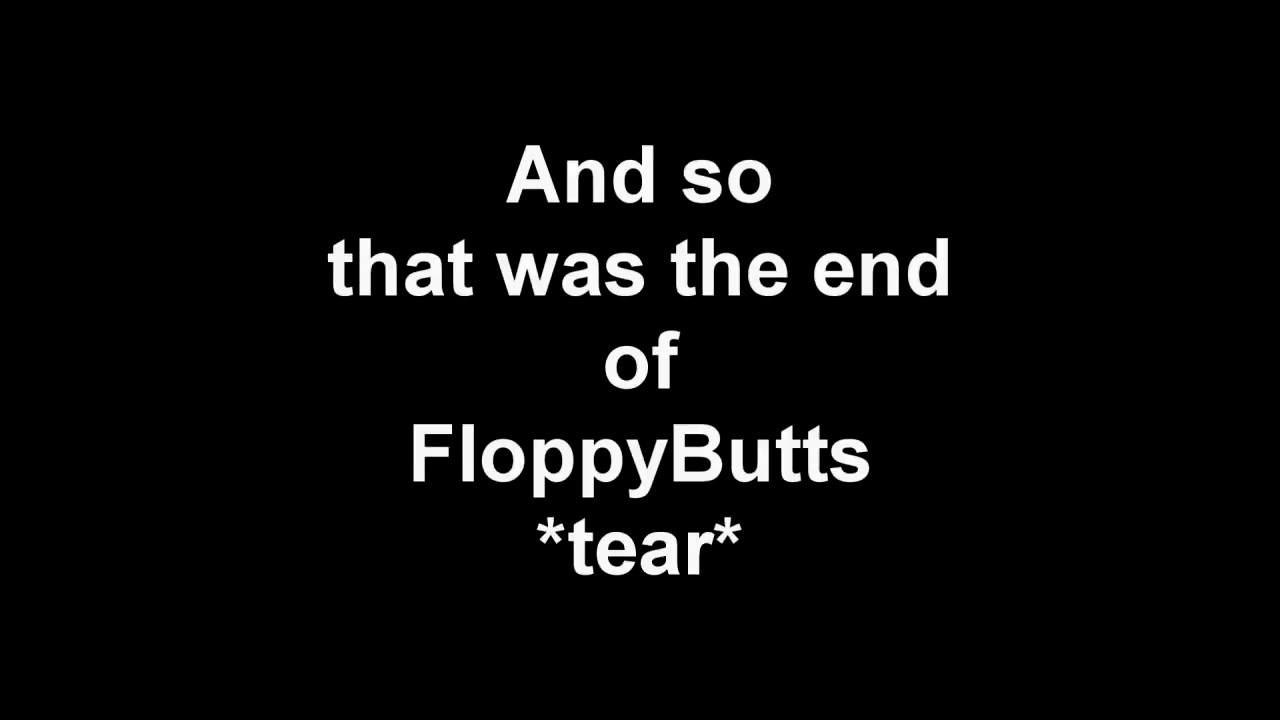 And so
that was the end
of
FloppyButts
*tear*